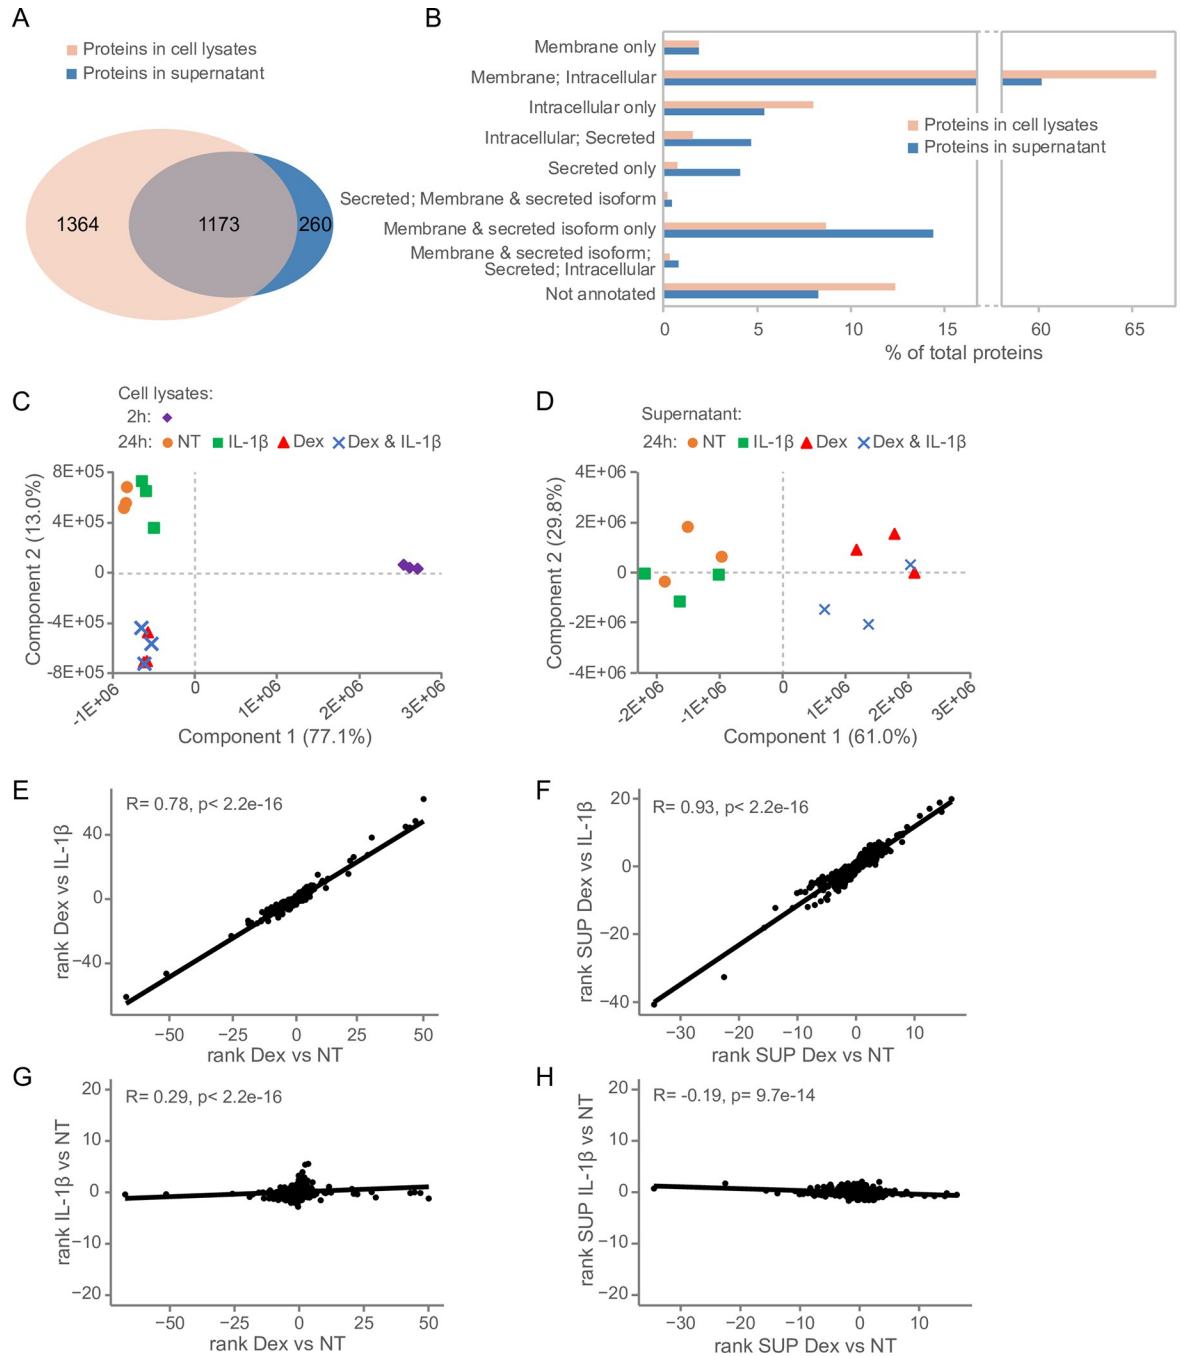 A
Proteins in cell lysates
Proteins in supernatant
1364
1173
260
B
Membrane only
Membrane; Intracellular
Intracellular only
Intracellular; Secreted
Secreted only
Secreted; Membrane & secreted isoform
Membrane & secreted isoform only
Membrane & secreted isoform;
Secreted; Intracellular
Not annotated
Proteins in cell lysates
Proteins in supernatant
0 5 10 15 60 65
% of total proteins
C
Cell lysates:
2h:
24h: NT IL-1β Dex Dex & IL-1β
Component 2 (13.0%)
8E+05
4E+05
0
-4E+05
-8E+05
-1E+06 0 1E+06 2E+06 3E+06
Component 1 (77.1%)
D
Supernatant:
24h: NT IL-1β Dex Dex & IL-1β
Component 2 (29.8%)
4E+06
2E+06
0
-2E+06
-4E+06
-2E+06 -1E+06 0 1E+06 2E+06 3E+06
Component 1 (61.0%)
E
R= 0.78, p< 2.2e-16
rank Dex vs IL-1β
40
0
−40
−50 −25 0 25 50
rank Dex vs NT
F
R= 0.93, p< 2.2e-16
rank SUP Dex vs IL-1β
20
0
−20
−40
−30 −20 −10 0 10
rank SUP Dex vs NT
G
R= 0.29, p< 2.2e-16
rank IL-1β vs NT
20
10
0
−10
−20
−50 −25 0 25 50
rank Dex vs NT
H
R= -0.19, p= 9.7e-14
rank SUP IL-1β vs NT
20
10
0
−10
−20
−30 −20 −10 0 10
rank SUP Dex vs NT